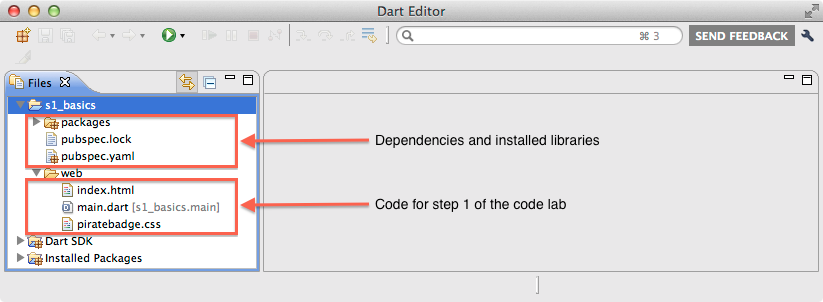 Dart Editor
⌘ 3
SEND FEEDBACK
Files
s1_basics
packages
pubspec.lock
pubspec.yaml
web
index.html
main.dart [s1_basics.main]
piratebadge.css
Dart SDK
Installed Packages
Dependencies and installed libraries
Code for step 1 of the code lab